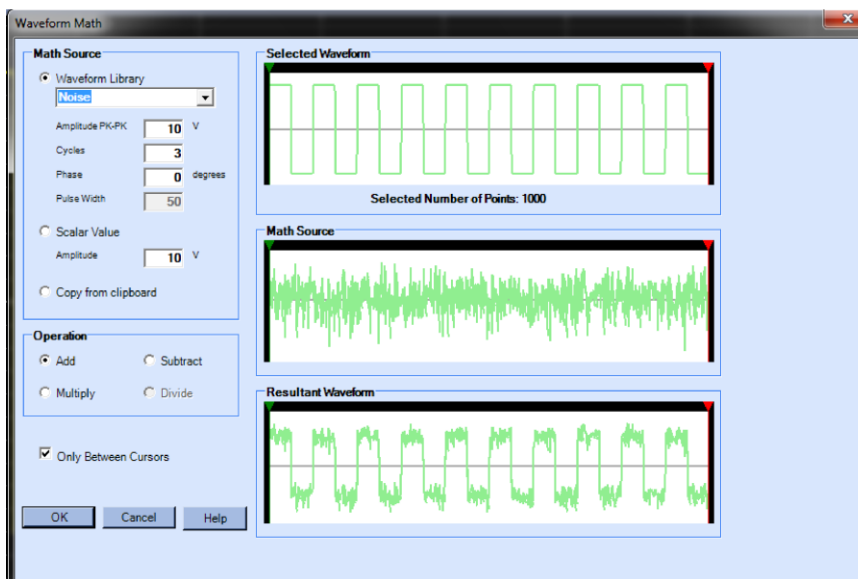 Waveform Math
Math Source
Waveform Library
Noise
Amplitude PK-PK 10 V
Cycles 3
Phase 0 degrees
Pulse Width 50
Scalar Value
Amplitude 10 V
Copy from clipboard
Operation
Add Subtract
Multiply Divide
Only Between Cursors
OK Cancel Help
Selected Waveform
Selected Number of Points: 1000
Math Source
Resultant Waveform